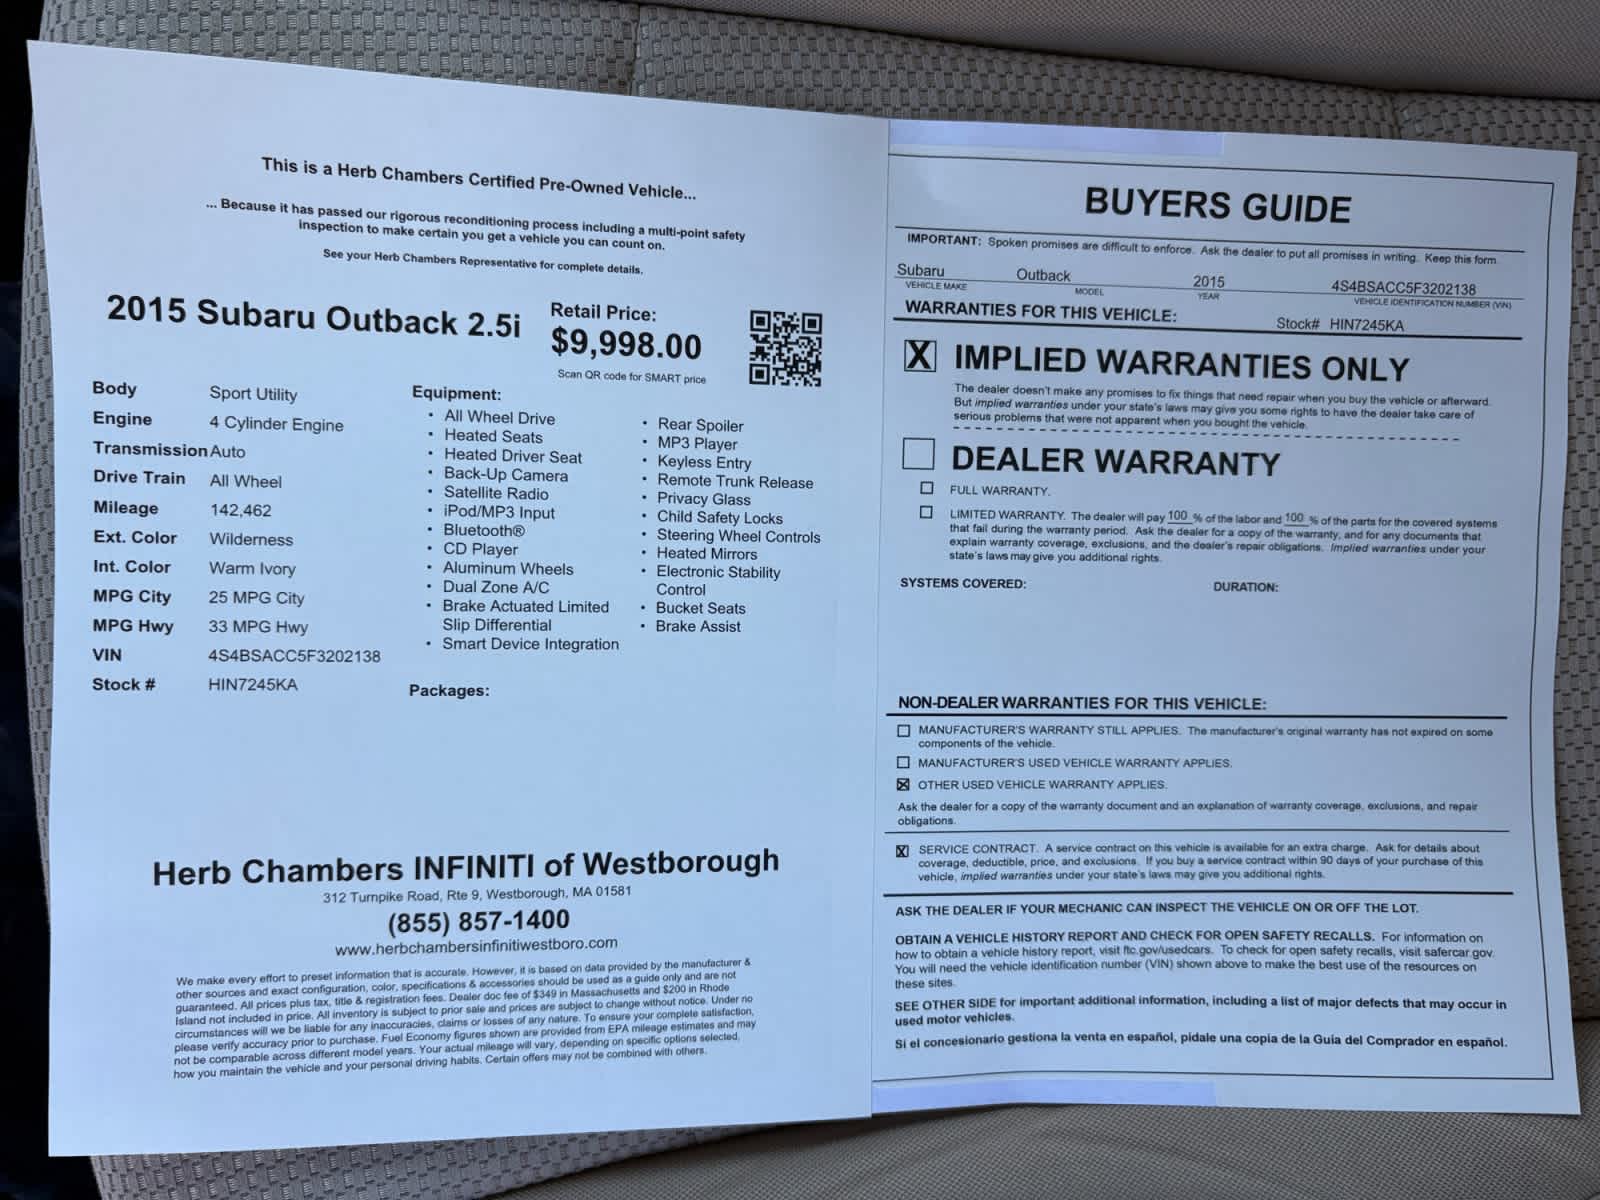 This is a Herb Chambers Certified Pre-Owned Vehicle...
... Because it has passed our rigorous reconditioning process including a multi-point safety
inspection to make certain you get a vehicle you can count on.
See your Herb Chambers Representative for complete details.
2015 Subaru Outback 2.5i
Retail Price:
$9,998.00
Scan QR code for SMART price
Body Sport Utility
Engine 4 Cylinder Engine
Transmission Auto
Drive Train All Wheel
Mileage 142,462
Ext. Color Wilderness
Int. Color Warm Ivory
MPG City 25 MPG City
MPG Hwy 33 MPG Hwy
VIN 4S4BSACC5F3202138
Stock # HIN7245KA
Equipment:
• All Wheel Drive
• Heated Seats
• Heated Driver Seat
• Back-Up Camera
• Satellite Radio
• iPod/MP3 Input
• Bluetooth®
• CD Player
• Aluminum Wheels
• Dual Zone A/C
• Brake Actuated Limited
Slip Differential
• Smart Device Integration
• Rear Spoiler
• MP3 Player
• Keyless Entry
• Remote Trunk Release
• Privacy Glass
• Child Safety Locks
• Steering Wheel Controls
• Heated Mirrors
• Electronic Stability
Control
• Bucket Seats
• Brake Assist
Packages:
Herb Chambers INFINITI of Westborough
312 Turnpike Road, Rte 9, Westborough, MA 01581
(855) 857-1400
www.herbchambersinfinitiwestboro.com
We make every effort to preset information that is accurate. However, it is based on data provided by the manufacturer &
other sources and exact configuration, color, specifications & accessories should be used as a guide only and are not
guaranteed. All prices plus tax, title & registration fees. Dealer doc fee of $349 in Massachusetts and $200 in Rhode
Island not included in price. All inventory is subject to prior sale and prices are subject to change without notice. Under no
circumstances will we be liable for any inaccuracies, claims or losses of any nature. To ensure your complete satisfaction,
please verify accuracy prior to purchase. Fuel Economy figures shown are provided from EPA mileage estimates and may
not be comparable across different model years. Your actual mileage will vary, depending on specific options selected,
how you maintain the vehicle and your personal driving habits. Certain offers may not be combined with others.
BUYERS GUIDE
IMPORTANT: Spoken promises are difficult to enforce. Ask the dealer to put all promises in writing. Keep this form.
Subaru Outback 2015 4S4BSACC5F3202138
VEHICLE MAKE MODEL YEAR VEHICLE IDENTIFICATION NUMBER (VIN)
WARRANTIES FOR THIS VEHICLE:
Stock# HIN7245KA
X IMPLIED WARRANTIES ONLY
The dealer doesn't make any promises to fix things that need repair when you buy the vehicle or afterward.
But implied warranties under your state's laws may give you some rights to have the dealer take care of
serious problems that were not apparent when you bought the vehicle.
DEALER WARRANTY
FULL WARRANTY.
LIMITED WARRANTY. The dealer will pay 100 % of the labor and 100 % of the parts for the covered systems
that fail during the warranty period. Ask the dealer for a copy of the warranty, and for any documents that
explain warranty coverage, exclusions, and the dealer's repair obligations. Implied warranties under your
state's laws may give you additional rights.
SYSTEMS COVERED: DURATION:
NON-DEALER WARRANTIES FOR THIS VEHICLE:
MANUFACTURER'S WARRANTY STILL APPLIES. The manufacturer's original warranty has not expired on some
components of the vehicle.
MANUFACTURER'S USED VEHICLE WARRANTY APPLIES.
X OTHER USED VEHICLE WARRANTY APPLIES.
Ask the dealer for a copy of the warranty document and an explanation of warranty coverage, exclusions, and repair
obligations.
X SERVICE CONTRACT. A service contract on this vehicle is available for an extra charge. Ask for details about
coverage, deductible, price, and exclusions. If you buy a service contract within 90 days of your purchase of this
vehicle, implied warranties under your state's laws may give you additional rights.
ASK THE DEALER IF YOUR MECHANIC CAN INSPECT THE VEHICLE ON OR OFF THE LOT.
OBTAIN A VEHICLE HISTORY REPORT AND CHECK FOR OPEN SAFETY RECALLS. For information on
how to obtain a vehicle history report, visit ftc.gov/usedcars. To check for open safety recalls, visit safercar.gov.
You will need the vehicle identification number (VIN) shown above to make the best use of the resources on
these sites.
SEE OTHER SIDE for important additional information, including a list of major defects that may occur in
used motor vehicles.
Si el concesionario gestiona la venta en español, pídale una copia de la Guía del Comprador en español.